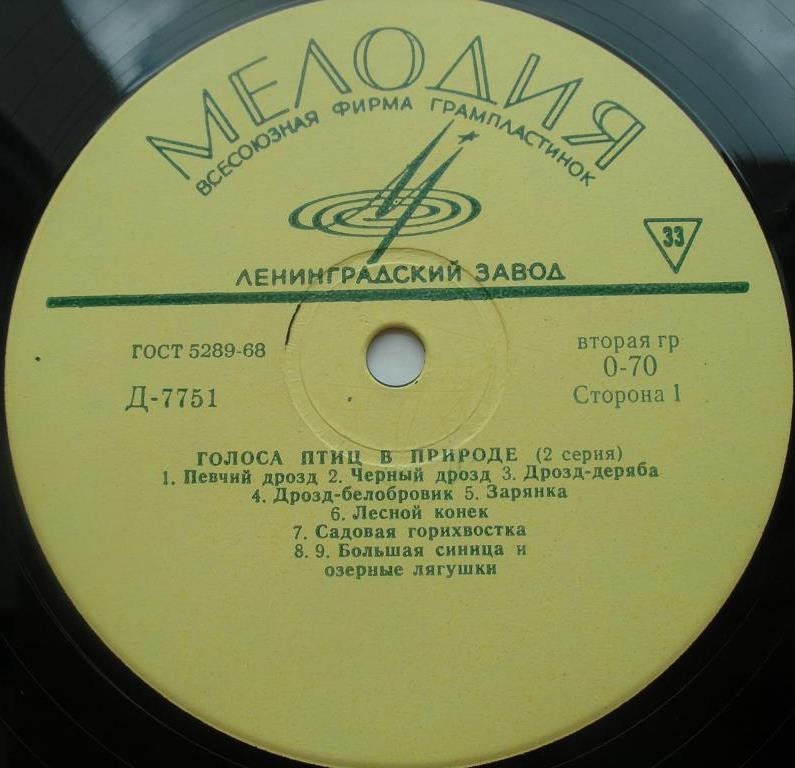 МЕЛОДИЯ
ВСЕСОЮЗНАЯ ФИРМА ГРАМПЛАСТИНОК
33
ЛЕНИНГРАДСКИЙ ЗАВОД
ГОСТ 5289-68
Д-7751
вторая гр
0-70
Сторона 1
ГОЛОСА ПТИЦ В ПРИРОДЕ (2 серия)
1. Певчий дрозд 2. Черный дрозд 3. Дрозд-деряба
4. Дрозд-белобровик 5. Зарянка
6. Лесной конек
7. Садовая горихвостка
8. 9. Большая синица и
озерные лягушки